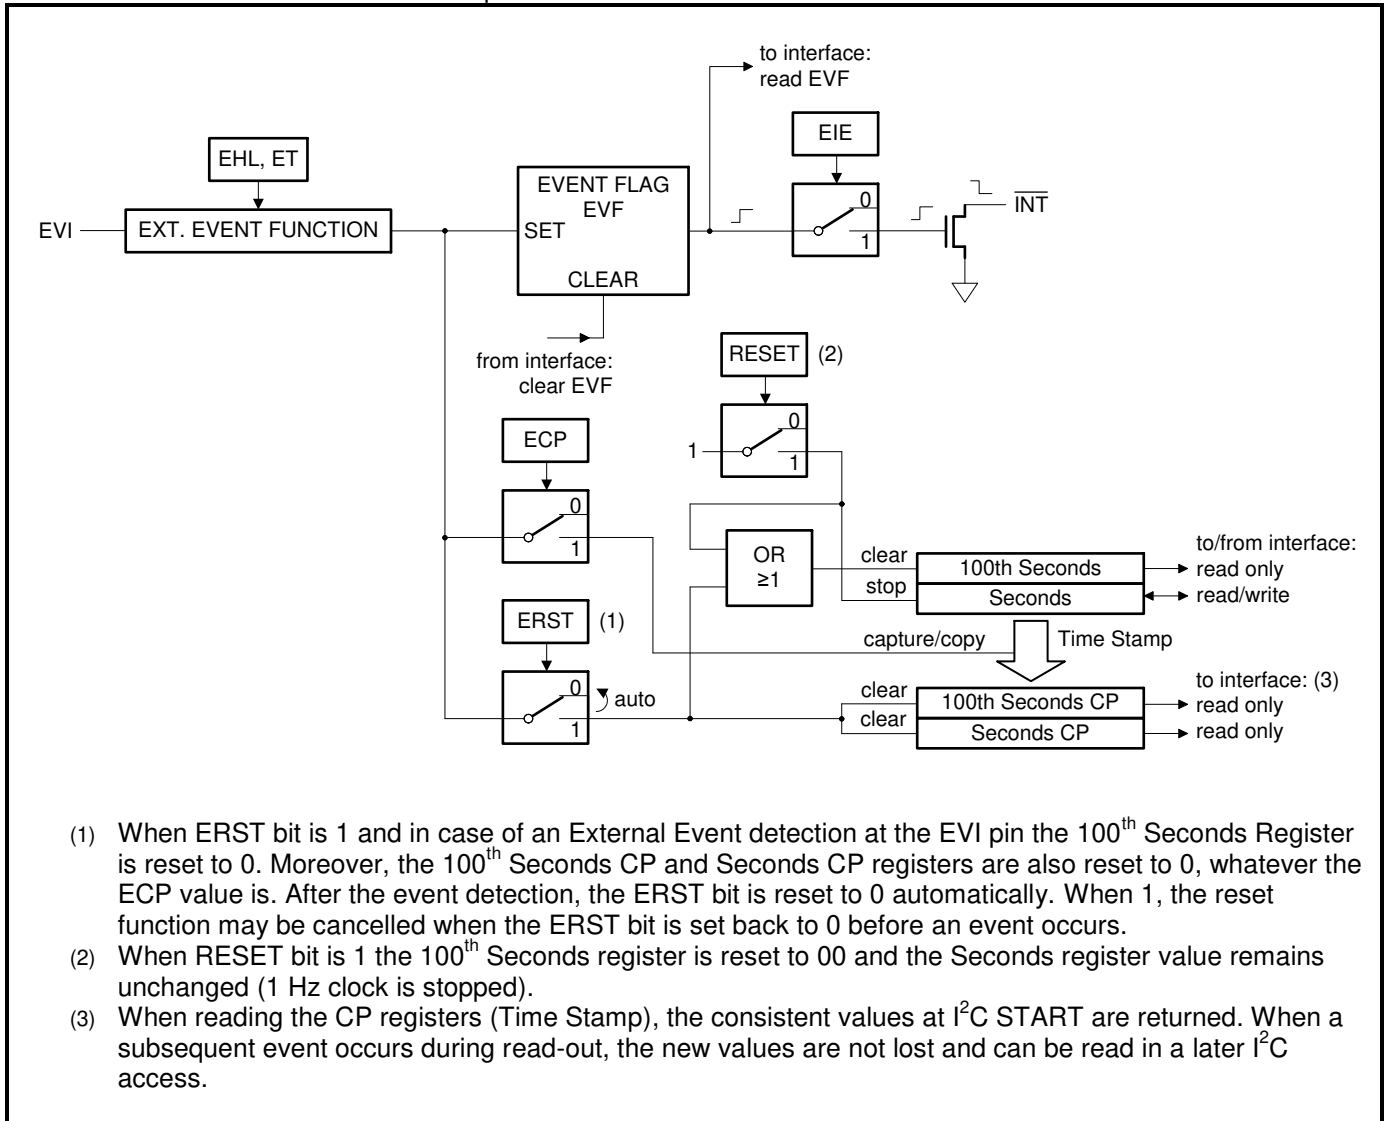 to interface:
read EVF
EIE
EHL, ET
EVENT FLAG
EVF
0
1
INT
EVI
EXT. EVENT FUNCTION
SET
CLEAR
from interface:
clear EVF
RESET (2)
0
1
1
ECP
0
1
OR
≥1
clear
stop
100th Seconds
Seconds
to/from interface:
read only
read/write
ERST (1)
capture/copy
Time Stamp
0
1
auto
clear
clear
100th Seconds CP
Seconds CP
to interface: (3)
read only
read only
(1) When ERST bit is 1 and in case of an External Event detection at the EVI pin the 100th Seconds Register
is reset to 0. Moreover, the 100th Seconds CP and Seconds CP registers are also reset to 0, whatever the
ECP value is. After the event detection, the ERST bit is reset to 0 automatically. When 1, the reset
function may be cancelled when the ERST bit is set back to 0 before an event occurs.
(2) When RESET bit is 1 the 100th Seconds register is reset to 00 and the Seconds register value remains
unchanged (1 Hz clock is stopped).
(3) When reading the CP registers (Time Stamp), the consistent values at I2C START are returned. When a
subsequent event occurs during read-out, the new values are not lost and can be read in a later I2C
access.